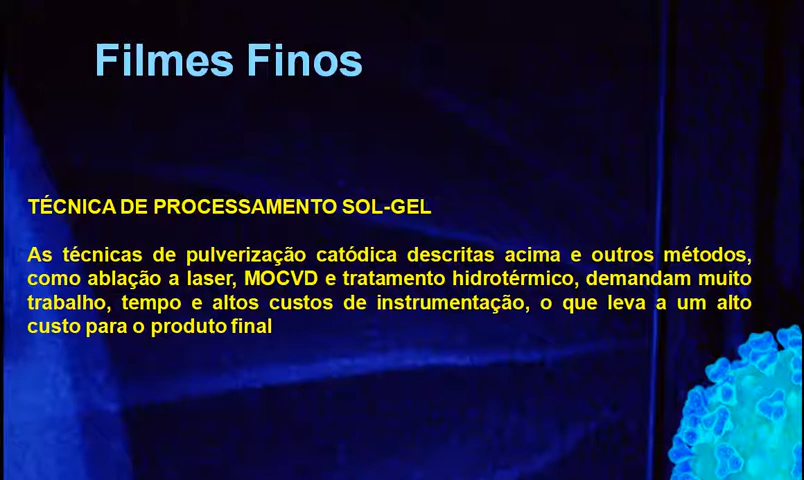 Filmes Finos
TÉCNICA DE PROCESSAMENTO SOL-GEL
As técnicas de pulverização catódica descritas acima e outros métodos,
como ablação a laser, MOCVD e tratamento hidrotérmico, demandam muito
trabalho, tempo e altos custos de instrumentação, o que leva a um alto
custo para o produto final